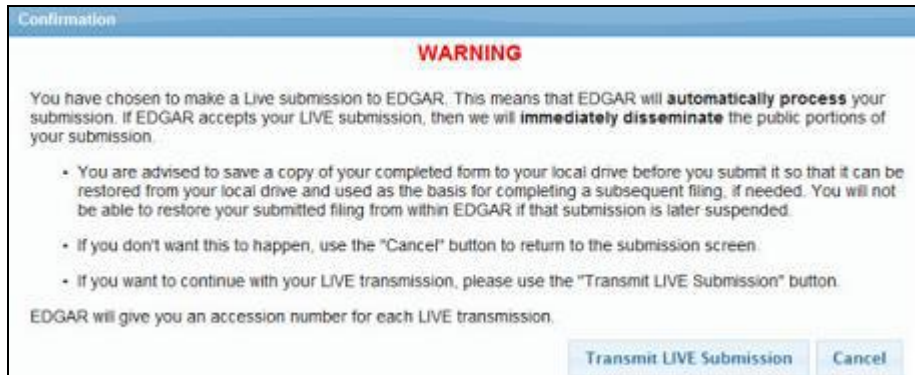 Confirmation
WARNING
You have chosen to make a Live submission to EDGAR. This means that EDGAR will automatically process your
submission. If EDGAR accepts your LIVE submission, then we will immediately disseminate the public portions of
your submission.
• You are advised to save a copy of your completed form to your local drive before you submit it so that it can be
restored from your local drive and used as the basis for completing a subsequent filing, if needed. You will not
be able to restore your submitted filing from within EDGAR if that submission is later suspended.
• If you don't want this to happen, use the "Cancel" button to return to the submission screen.
• If you want to continue with your LIVE transmission, please use the "Transmit LIVE Submission" button.
EDGAR will give you an accession number for each LIVE transmission.
Transmit LIVE Submission Cancel